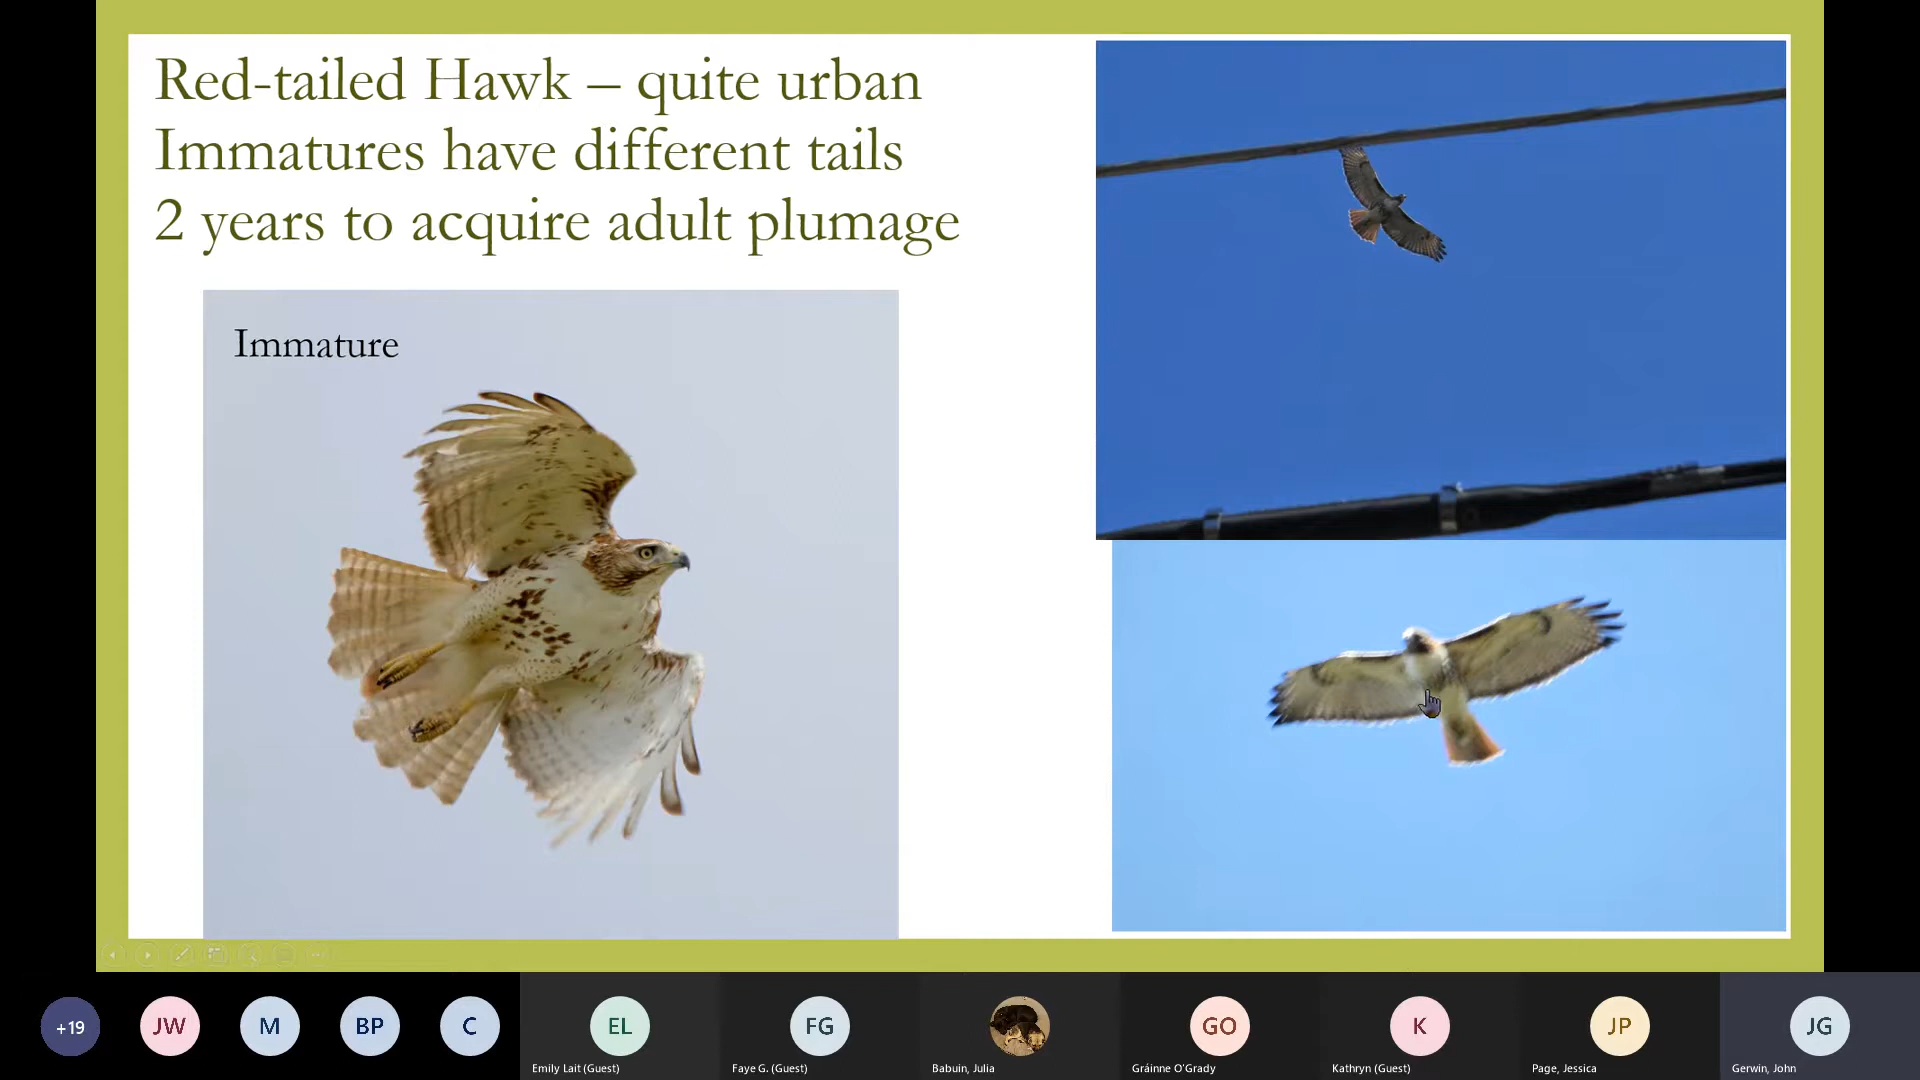 Red-tailed Hawk – quite urban
Immatures have different tails
2 years to acquire adult plumage
Immature
+19
JW
M
BP
C
EL
FG
GO
K
JP
JG
Emily Lait (Guest)
Faye G. (Guest)
Babuin, Julia
Gráinne O'Grady
Kathryn (Guest)
Page, Jessica
Gerwin, John